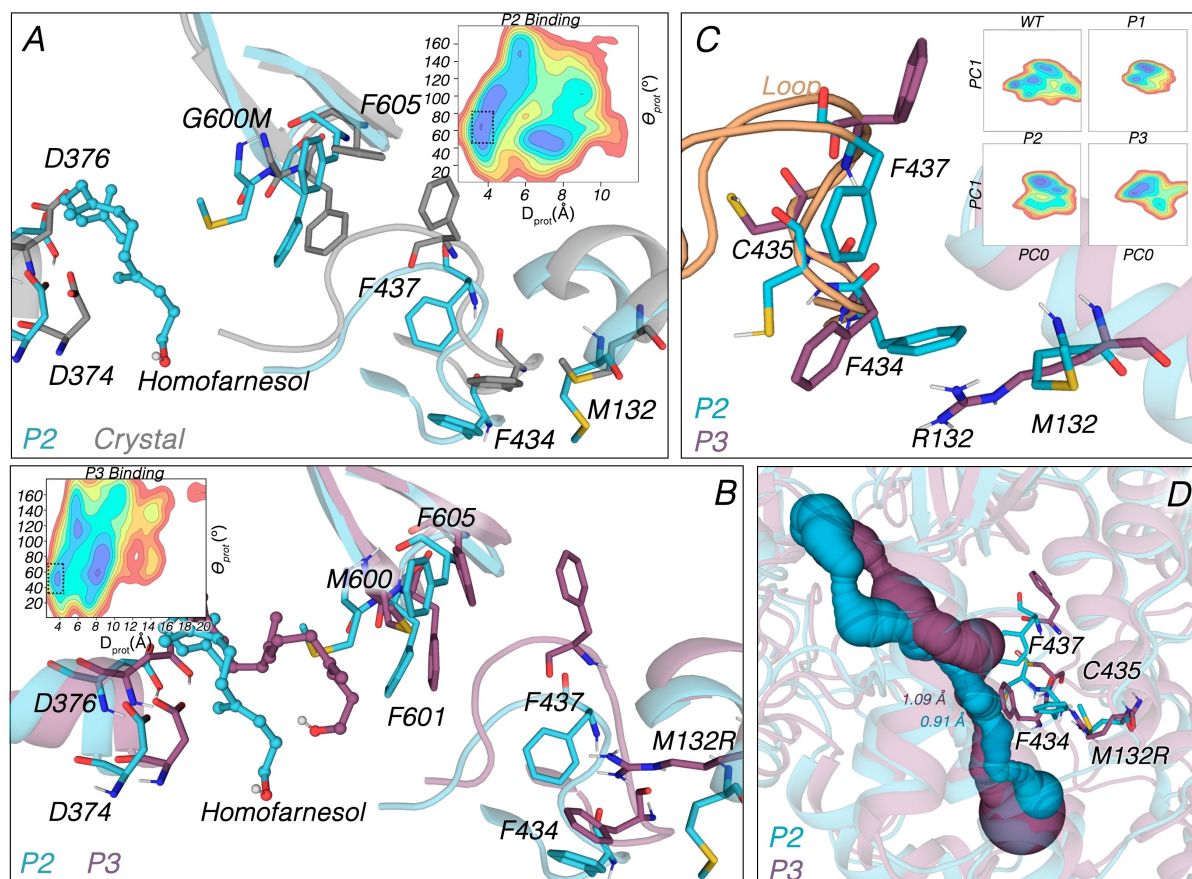 A
P2 Binding
160
140
120
100
80
60
40
20
4 6 8 10
D_prot(Å)
Θ_prot(º)
G600M
F605
D376
F437
D374
Homofarnesol
M132
F434
P2 Crystal
C
WT P1
PC1
P2 P3
PC1
PC0 PC0
Loop
F437
C435
F434
P2
P3
R132
M132
B
P3 Binding
160
140
120
100
80
60
40
20
4 6 8 10 12 14 16 18 20
D_prot(Å)
Θ_prot(º)
F605
M600
D376
F601
F437
M132R
D374
Homofarnesol
F434
P2 P3
D
F437
C435
1.09 Å
0.91 Å
F434
M132R
P2
P3